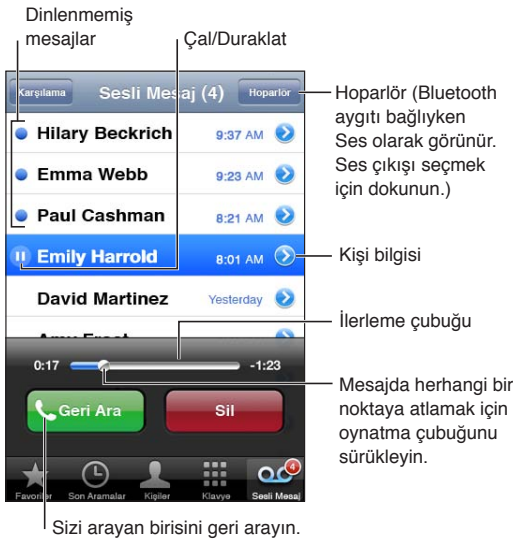 Dinlenmemiş
mesajlar
Çal/Duraklat
Karşılama
Sesli Mesaj (4)
Hoparlör
Hilary Beckrich
9:37 AM
Emma Webb
9:23 AM
Paul Cashman
8:21 AM
Emily Harrold
8:01 AM
David Martinez
Yesterday
Amy Frost
0:17
-1:23
Geri Ara
Sil
Favoriler
Son Aramalar
Kişiler
Klavye
Sesli Mesaj
4
Hoparlör (Bluetooth
aygıtı bağlıyken
Ses olarak görünür.
Ses çıkışı seçmek
için dokunun.)
Kişi bilgisi
İlerleme çubuğu
Mesajda herhangi bir
noktaya atlamak için
oynatma çubuğunu
sürükleyin.
Sizi arayan birisini geri arayın.